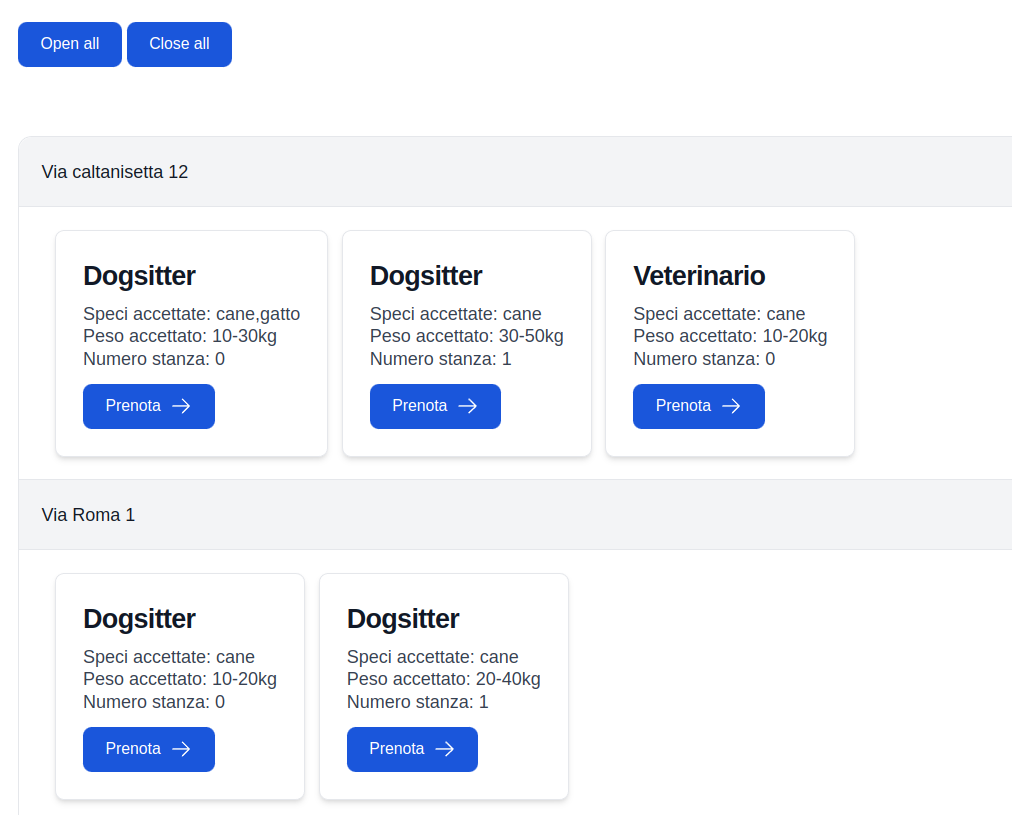 Open all
Close all
Via caltanisetta 12
Dogsitter
Speci accettate: cane,gatto
Peso accettato: 10-30kg
Numero stanza: 0
Prenota
Dogsitter
Speci accettate: cane
Peso accettato: 30-50kg
Numero stanza: 1
Prenota
Veterinario
Speci accettate: cane
Peso accettato: 10-20kg
Numero stanza: 0
Prenota
Via Roma 1
Dogsitter
Speci accettate: cane
Peso accettato: 10-20kg
Numero stanza: 0
Prenota
Dogsitter
Speci accettate: cane
Peso accettato: 20-40kg
Numero stanza: 1
Prenota